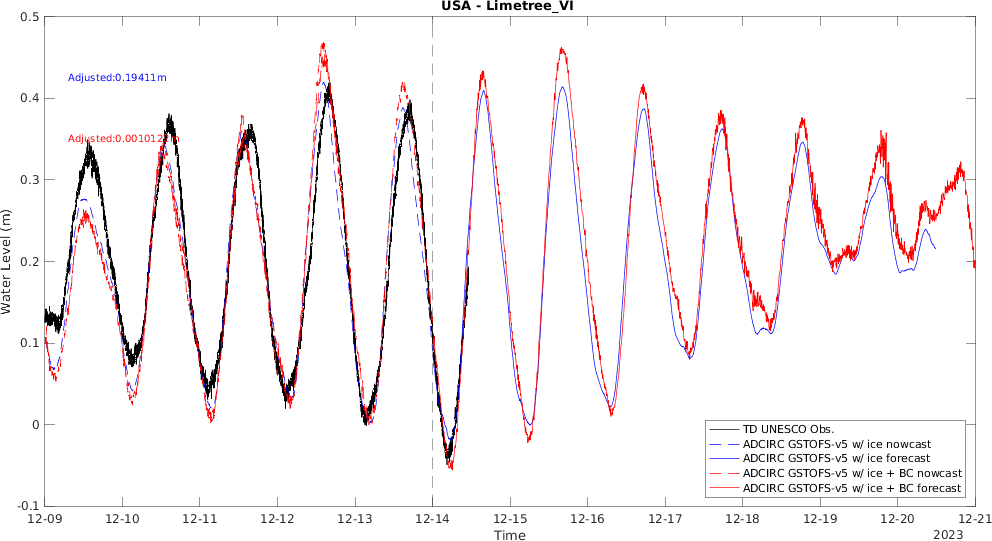 USA - Limetree_VI
0.5
0.4
0.3
0.2
0.1
0
-0.1
Water Level (m)
Adjusted:0.19411m
Adjusted:0.001012 m
TD UNESCO Obs.
ADCIRC GSTOFS-v5 w/ ice nowcast
ADCIRC GSTOFS-v5 w/ ice forecast
ADCIRC GSTOFS-v5 w/ ice + BC nowcast
ADCIRC GSTOFS-v5 w/ ice + BC forecast
12-09 12-10 12-11 12-12 12-13 12-14 12-15 12-16 12-17 12-18 12-19 12-20 12-21
Time
2023